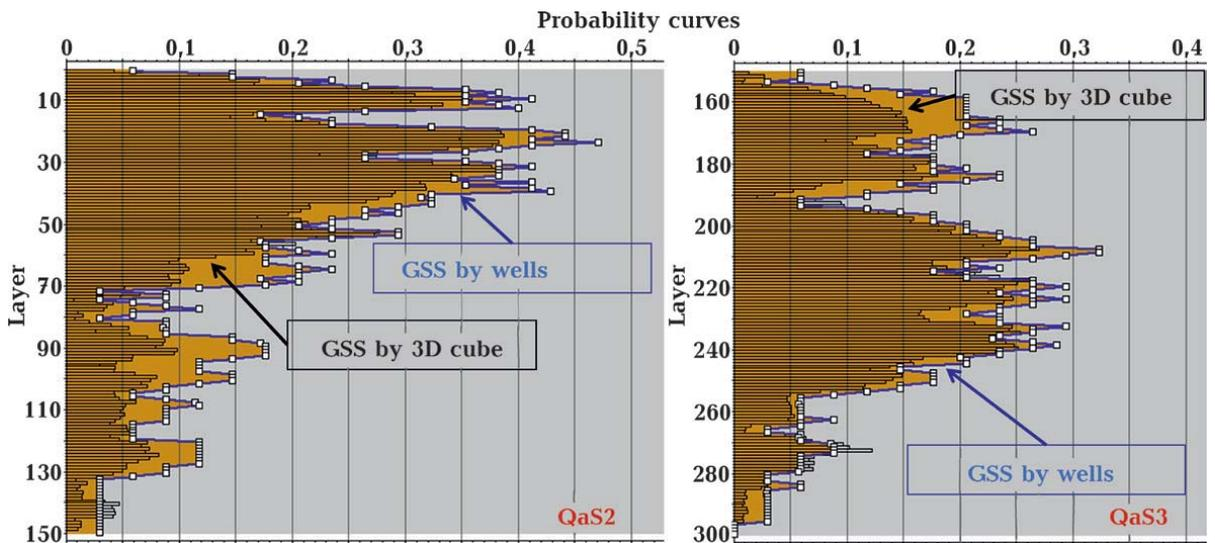 Probability curves
0 0,1 0,2 0,3 0,4 0,5
Layer
10
30
50
70
90
110
130
150
GSS by wells
GSS by 3D cube
QaS2
0 0,1 0,2 0,3 0,4
Layer
160
180
200
220
240
260
280
300
GSS by 3D cube
GSS by wells
QaS3